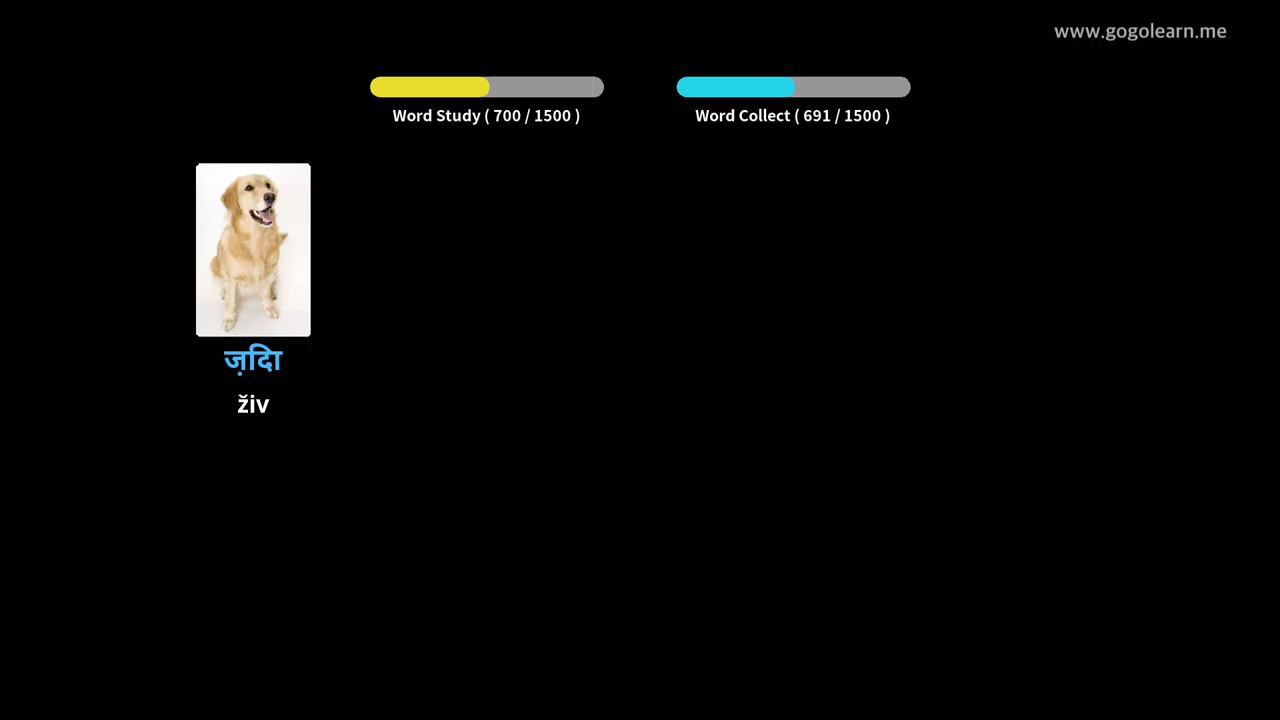 www.gogolearn.me
Word Study ( 700 / 1500 )
Word Collect ( 691 / 1500 )
ज़दिा
živ